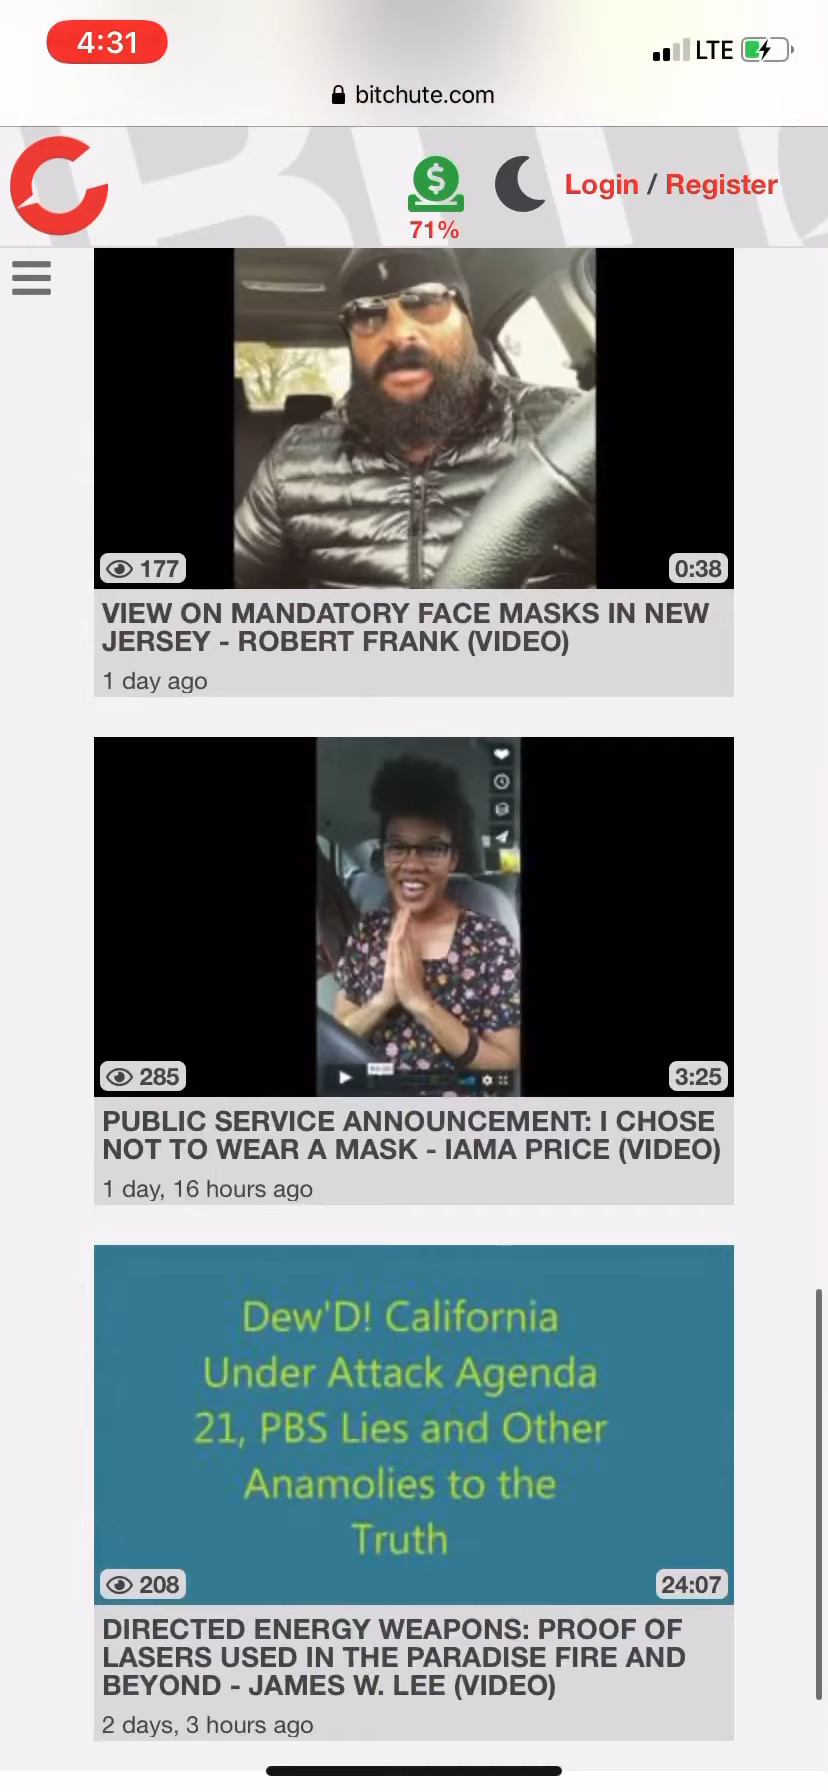 4:31
LTE
bitchute.com
71%
Login / Register
177
0:38
VIEW ON MANDATORY FACE MASKS IN NEW
JERSEY - ROBERT FRANK (VIDEO)
1 day ago
285
3:25
PUBLIC SERVICE ANNOUNCEMENT: I CHOSE
NOT TO WEAR A MASK - IAMA PRICE (VIDEO)
1 day, 16 hours ago
Dew'D! California
Under Attack Agenda
21, PBS Lies and Other
Anamolies to the
Truth
208
24:07
DIRECTED ENERGY WEAPONS: PROOF OF
LASERS USED IN THE PARADISE FIRE AND
BEYOND - JAMES W. LEE (VIDEO)
2 days, 3 hours ago